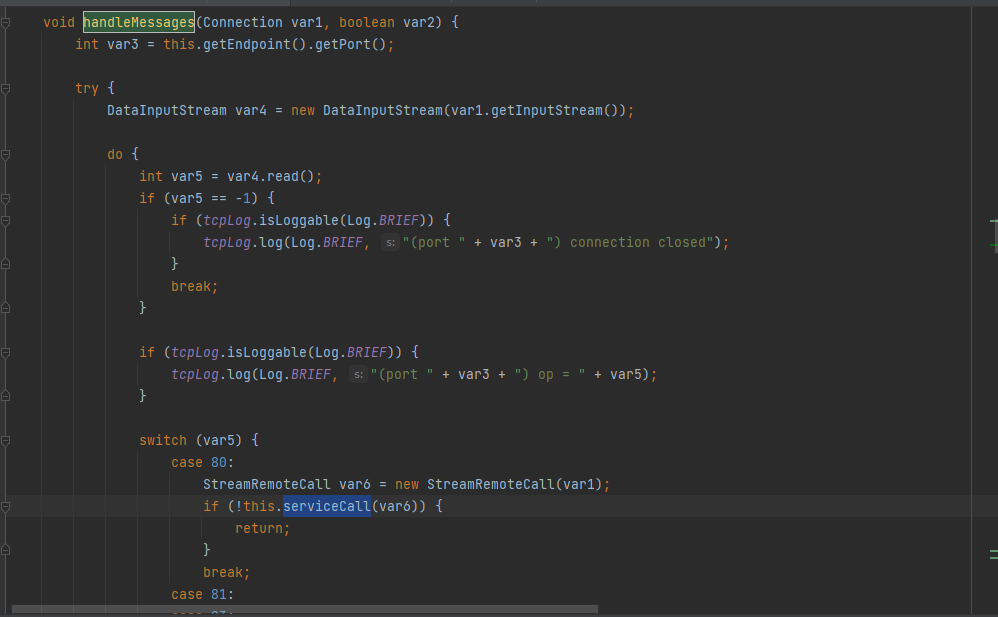 void handleMessages(Connection var1, boolean var2) {
int var3 = this.getEndpoint().getPort();
try {
DataInputStream var4 = new DataInputStream(var1.getInputStream());
do {
int var5 = var4.read();
if (var5 == -1) {
if (tcpLog.isLoggable(Log.BRIEF)) {
tcpLog.log(Log.BRIEF, s: "(port " + var3 + ") connection closed");
}
break;
}
if (tcpLog.isLoggable(Log.BRIEF)) {
tcpLog.log(Log.BRIEF, s: "(port " + var3 + ") op = " + var5);
}
switch (var5) {
case 80:
StreamRemoteCall var6 = new StreamRemoteCall(var1);
if (!this.serviceCall(var6)) {
return;
}
break;
case 81: